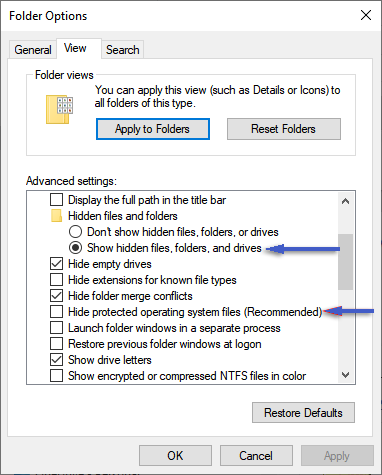 Folder Options
General
View
Search
Folder views
You can apply this view (such as Details or Icons) to
all folders of this type.
Apply to Folders
Reset Folders
Advanced settings:
Display the full path in the title bar
Hidden files and folders
Don't show hidden files, folders, or drives
Show hidden files, folders, and drives
Hide empty drives
Hide extensions for known file types
Hide folder merge conflicts
Hide protected operating system files (Recommended)
Launch folder windows in a separate process
Restore previous folder windows at logon
Show drive letters
Show encrypted or compressed NTFS files in color
Restore Defaults
OK
Cancel
Apply